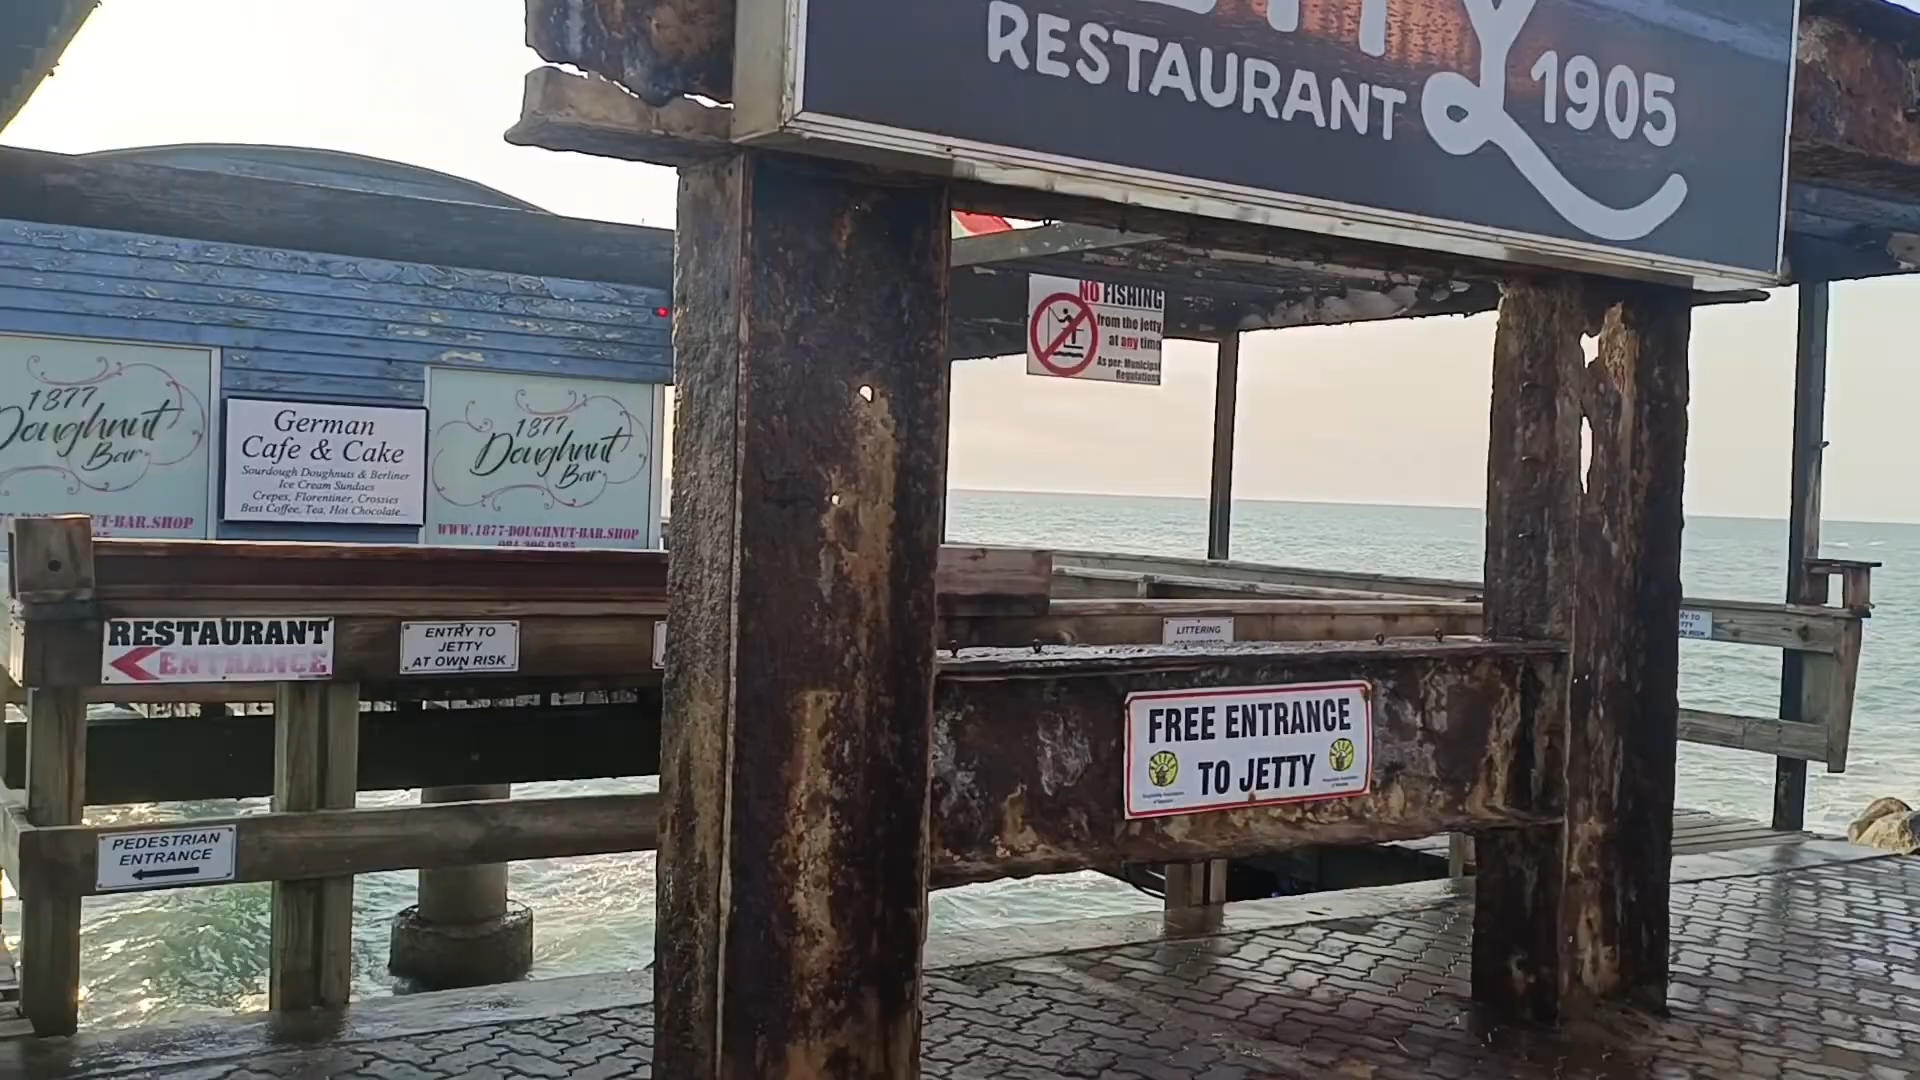 RESTAURANT 1905
NO FISHING
from the jetty
at any time
As per: Municipal
Regulations
1877
Doughnut
Bar
German
Cafe & Cake
Sourdough Doughnuts & Berliner
Ice Cream Sundaes
Crepes, Florentiner, Crossies
Best Coffee, Tea, Hot Chocolate...
1877
Doughnut
Bar
WWW.1877-DOUGHNUT-BAR.SHOP
RESTAURANT
ENTRANCE
ENTRY TO
JETTY
AT OWN RISK
LITTERING
PROHIBITED
FREE ENTRANCE
TO JETTY
PEDESTRIAN
ENTRANCE